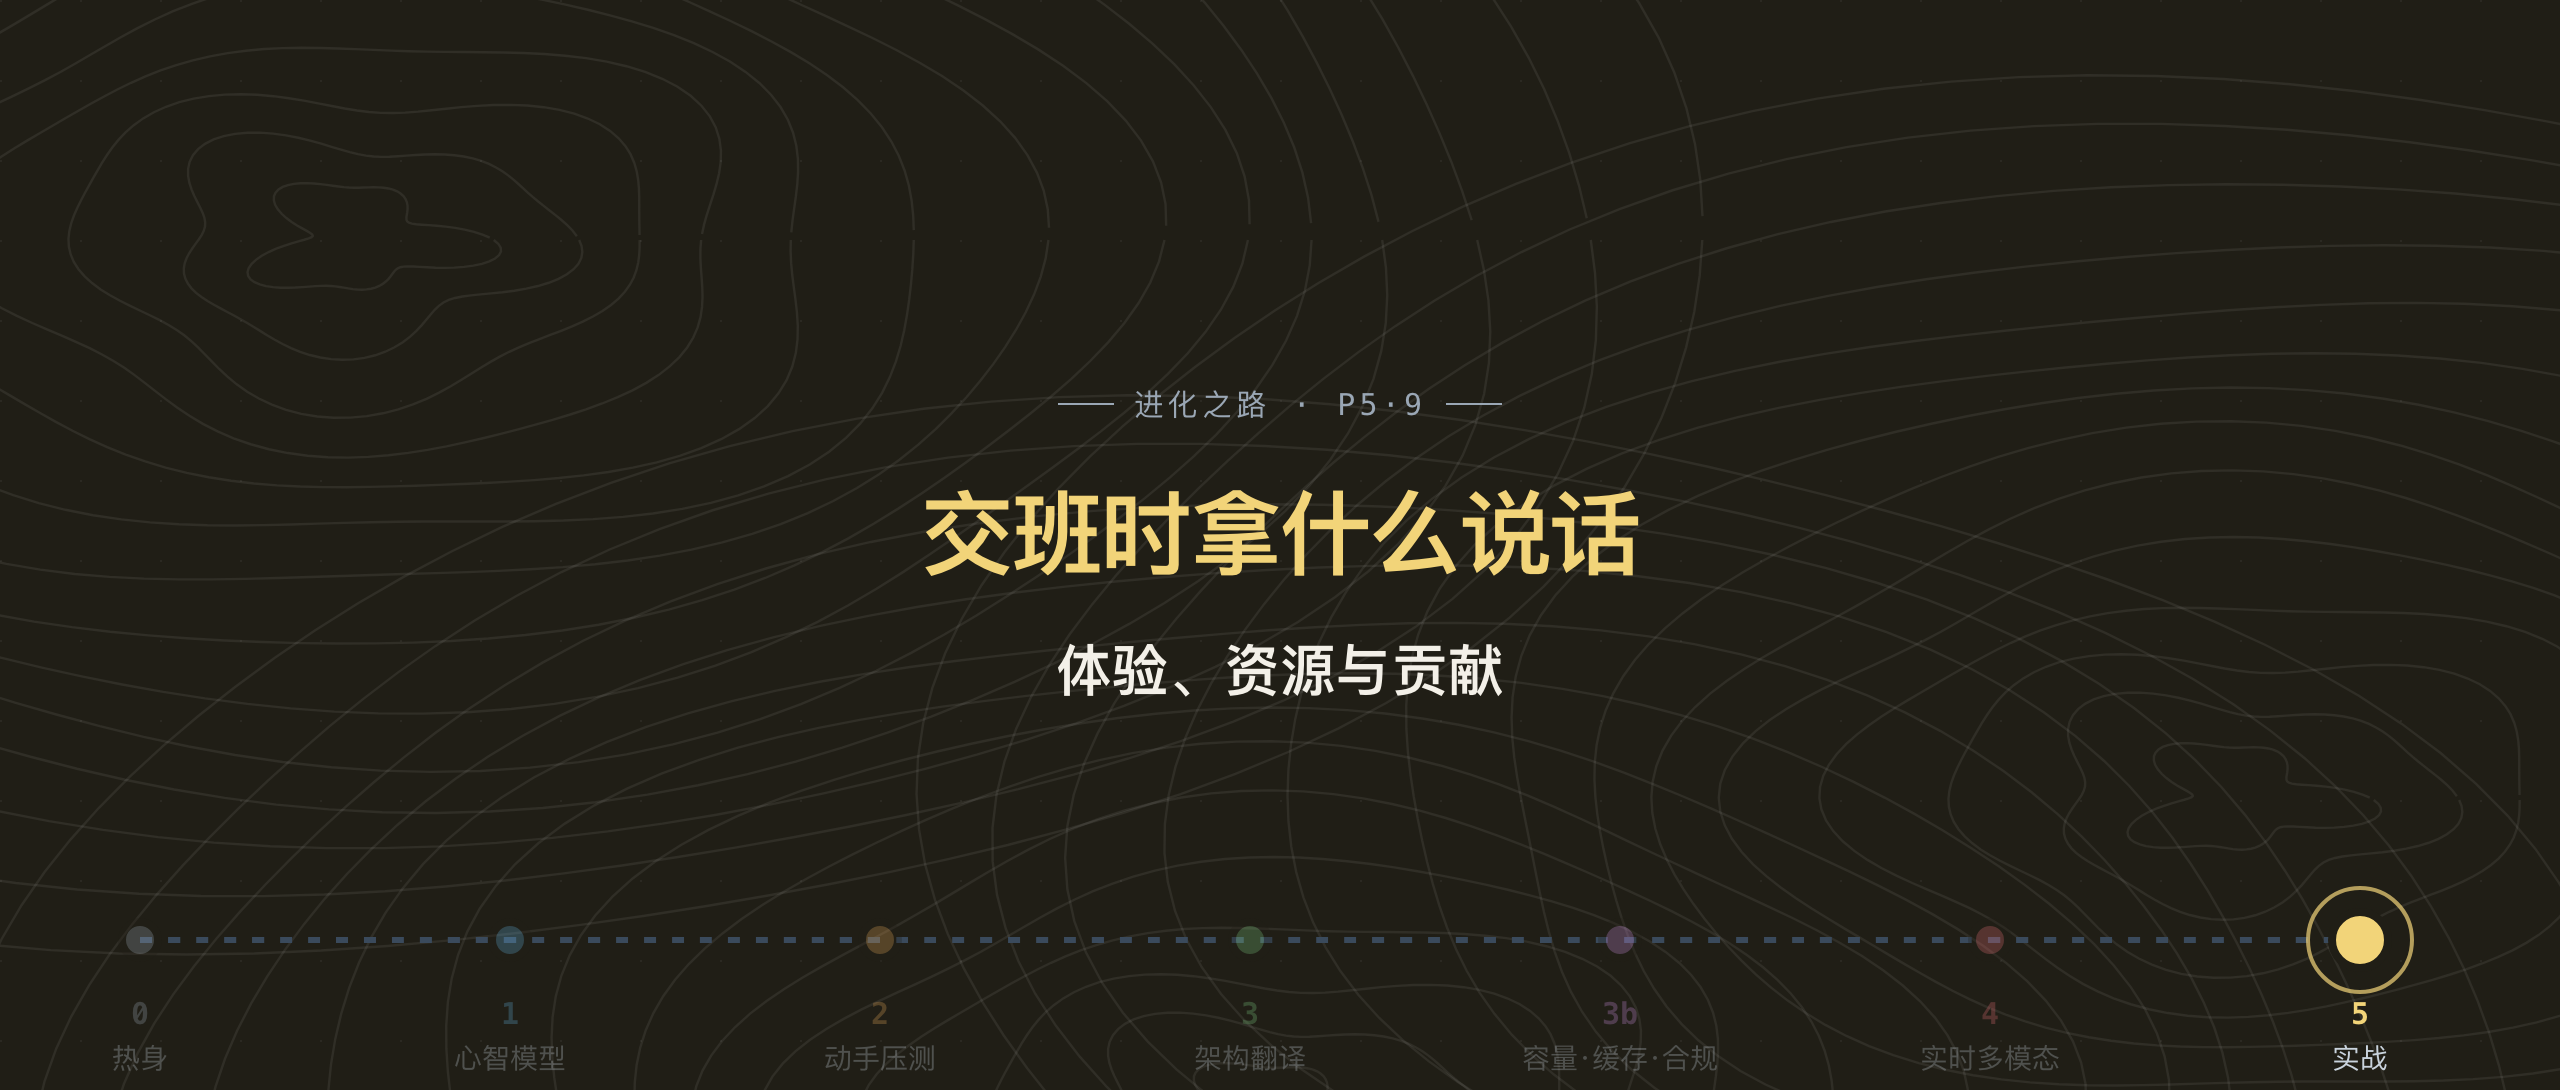 进化之路 · P5·9
交班时拿什么说话
体验、资源与贡献
0 1 2 3 3b 4 5
热身 心智模型 动手压测 架构翻译 容量·缓存·合规 实时多模态 实战